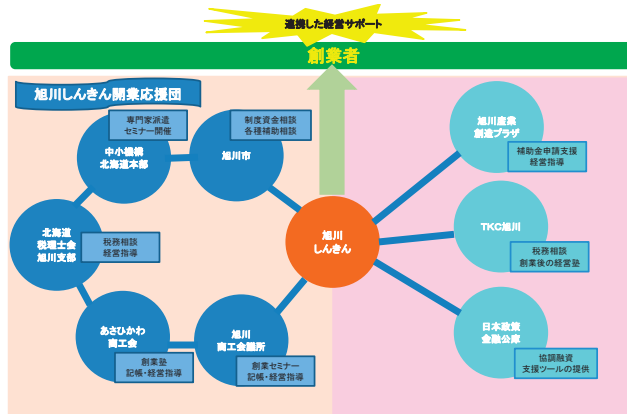 連携した経営サポート
創業者
旭川しんきん開業応援団
専門家派遣
セミナー開催
中小機構
北海道本部
制度資金相談
各種補助相談
旭川市
北海道
税理士会
旭川支部
税務相談
経営指導
あさひかわ
商工会
創業塾
記帳・経営指導
旭川
商工会議所
創業セミナー
記帳・経営指導
旭川
しんきん
旭川産業
創造プラザ
補助金申請支援
経営指導
TKC旭川
税務相談
創業後の経営塾
日本政策
金融公庫
協調融資
支援ツールの提供